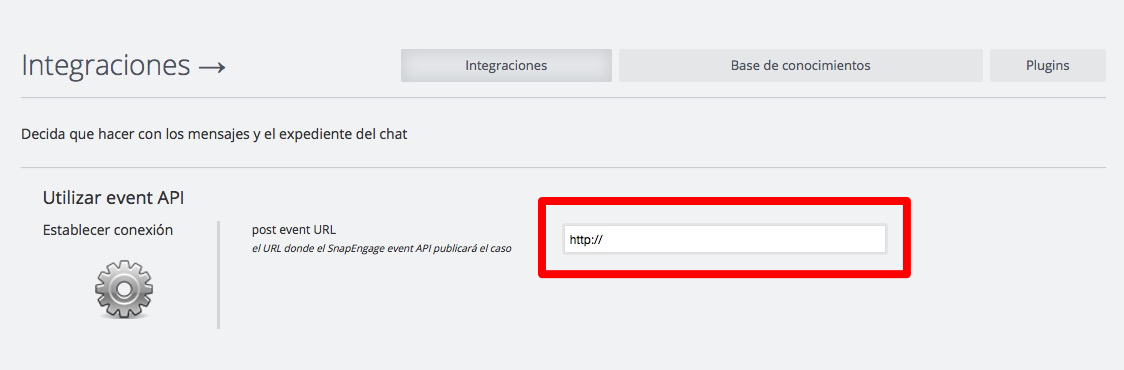 Integraciones →
Integraciones
Base de conocimientos
Plugins
Decida que hacer con los mensajes y el expediente del chat
Utilizar event API
Establecer conexión
post event URL
el URL donde el SnapEngage event API publicará el caso
http://